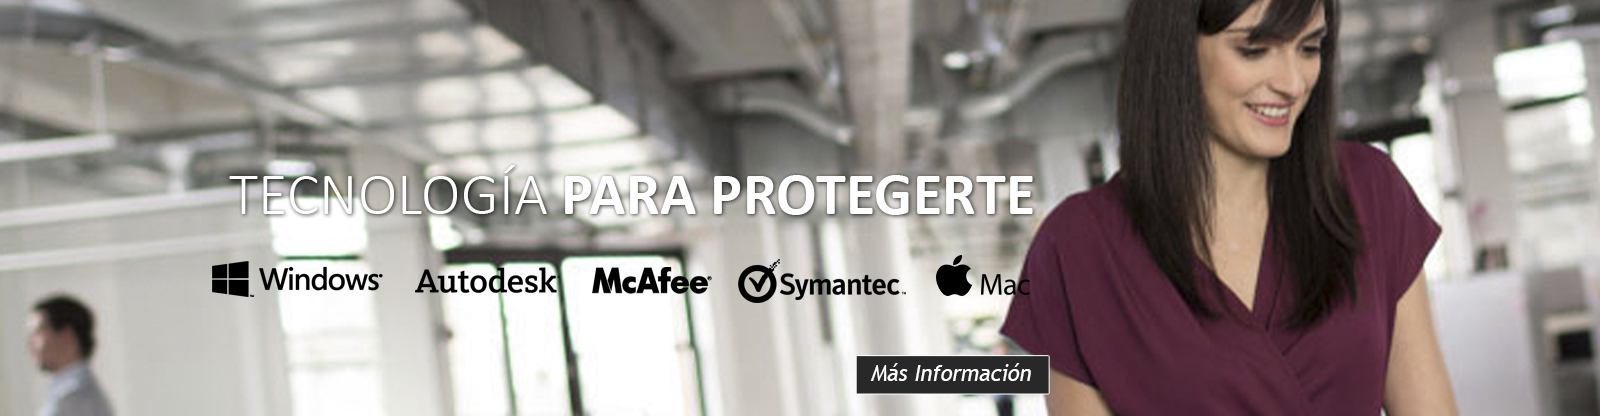 TECNOLOGÍA PARA PROTEGERTE
Windows Autodesk McAfee Symantec Mac
Más Información